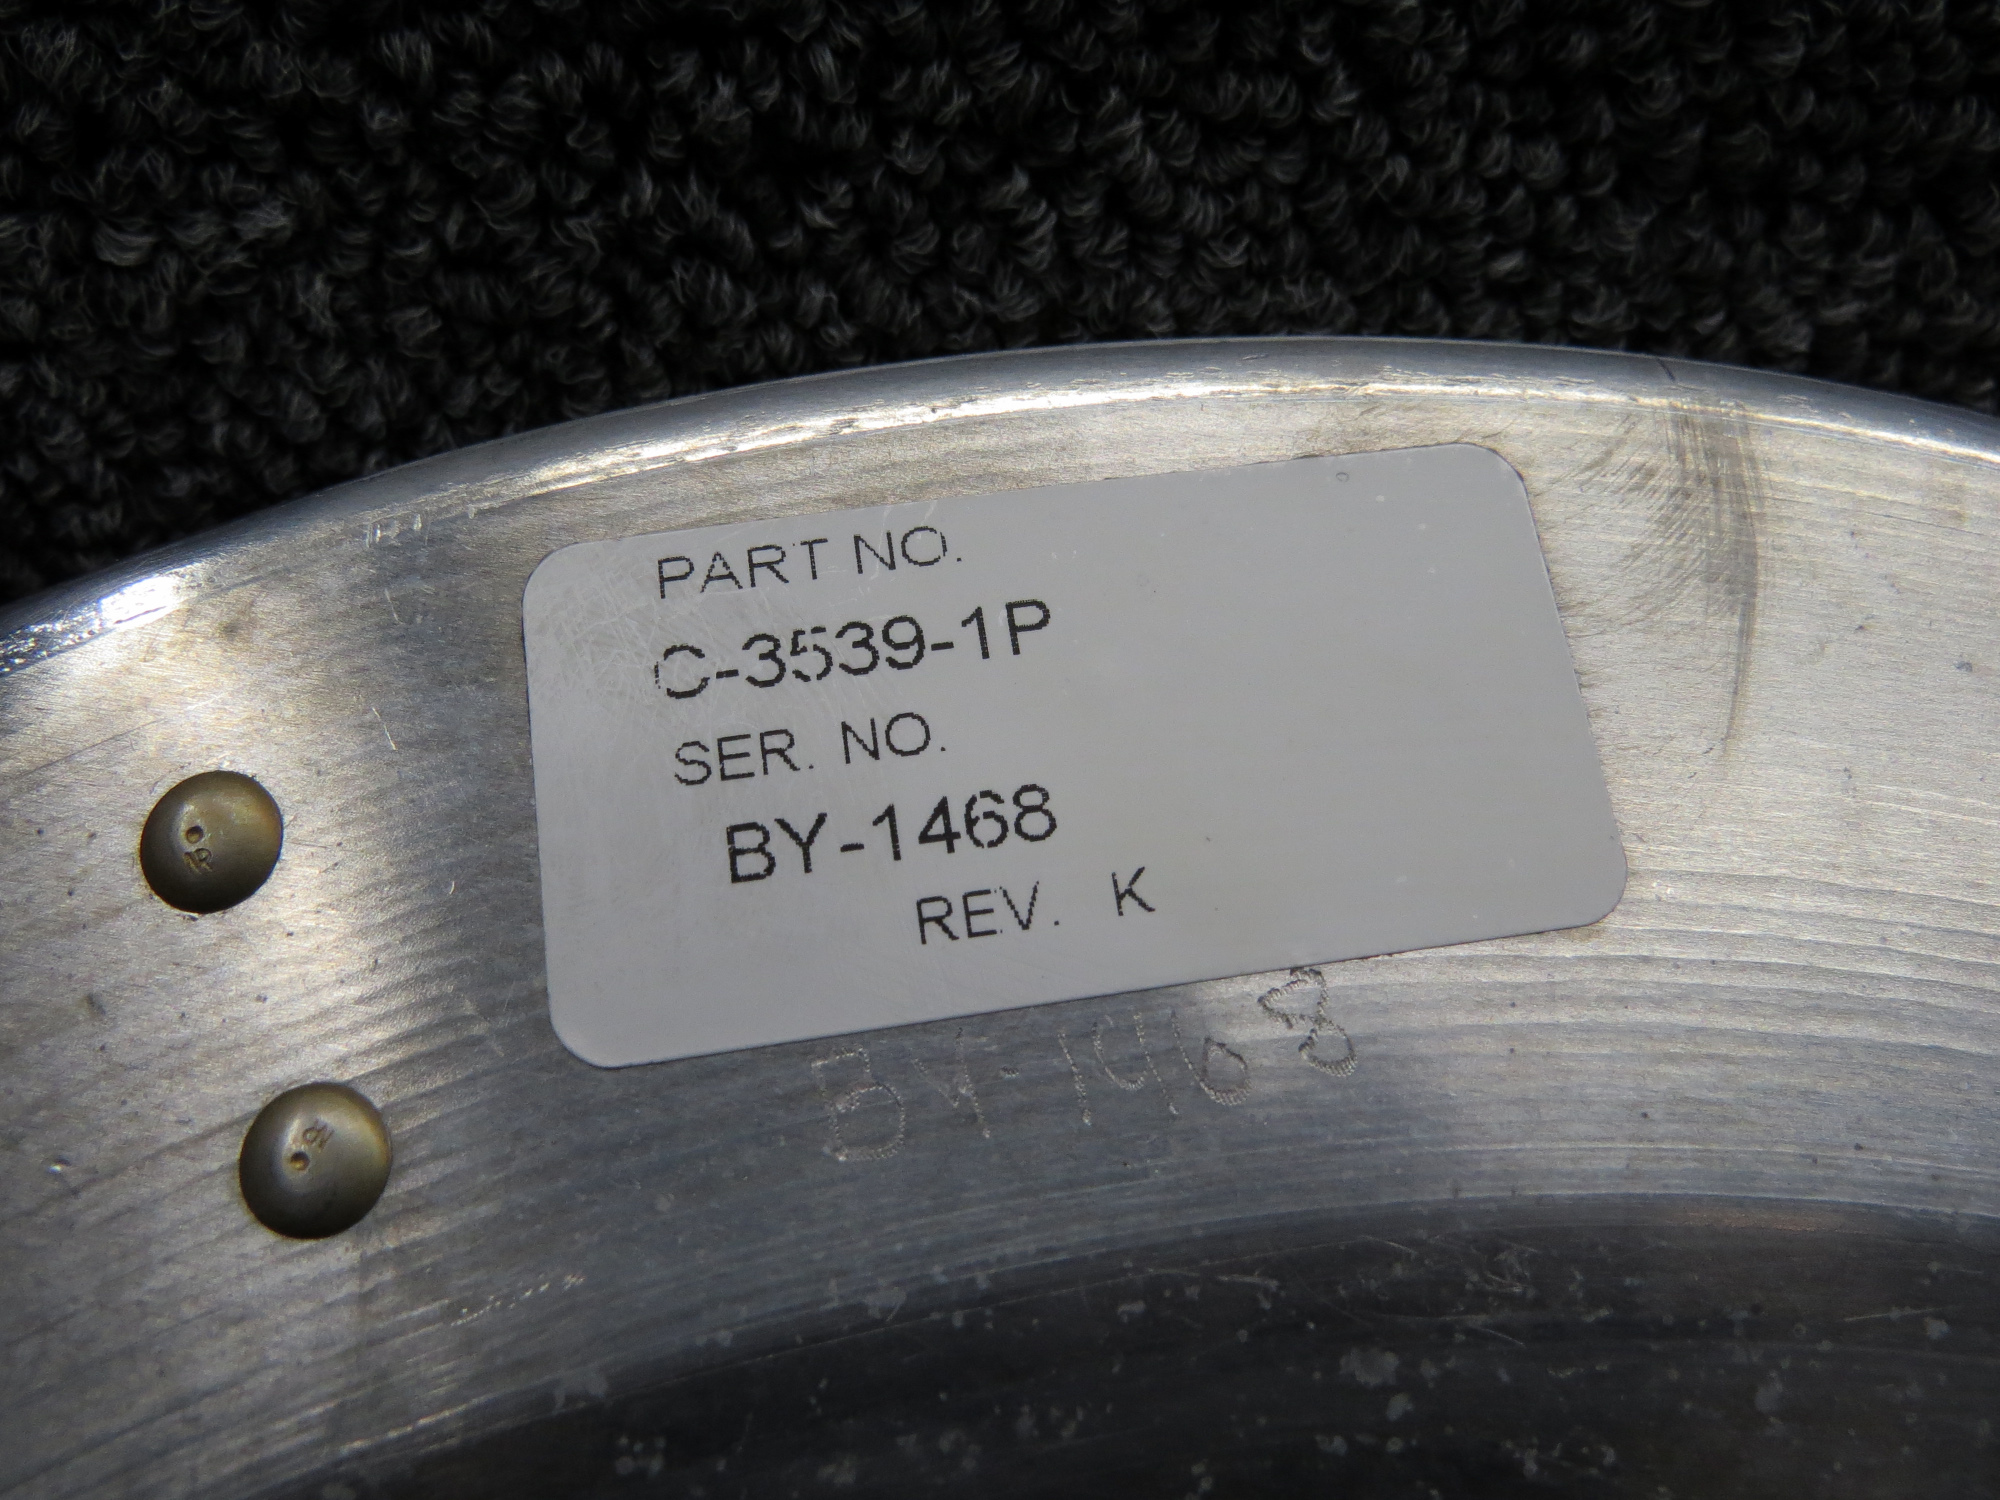 PART NO.
C-3539-1P
SER. NO.
BY-1468
REV. K
BY-1468